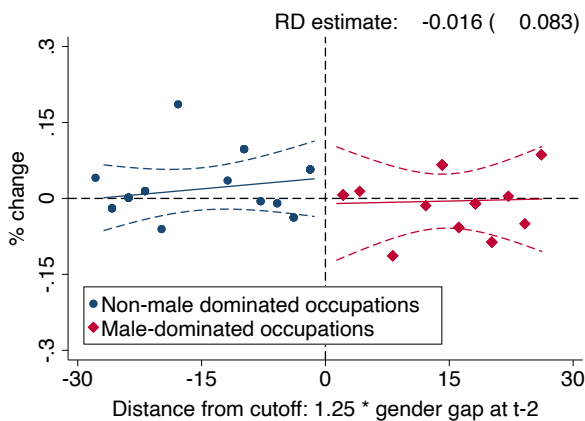 RD estimate: -0.016 ( 0.083)
.3
.15
0
-.15
-.3
% change
Non-male dominated occupations
Male-dominated occupations
-30 -15 0 15 30
Distance from cutoff: 1.25 * gender gap at t-2